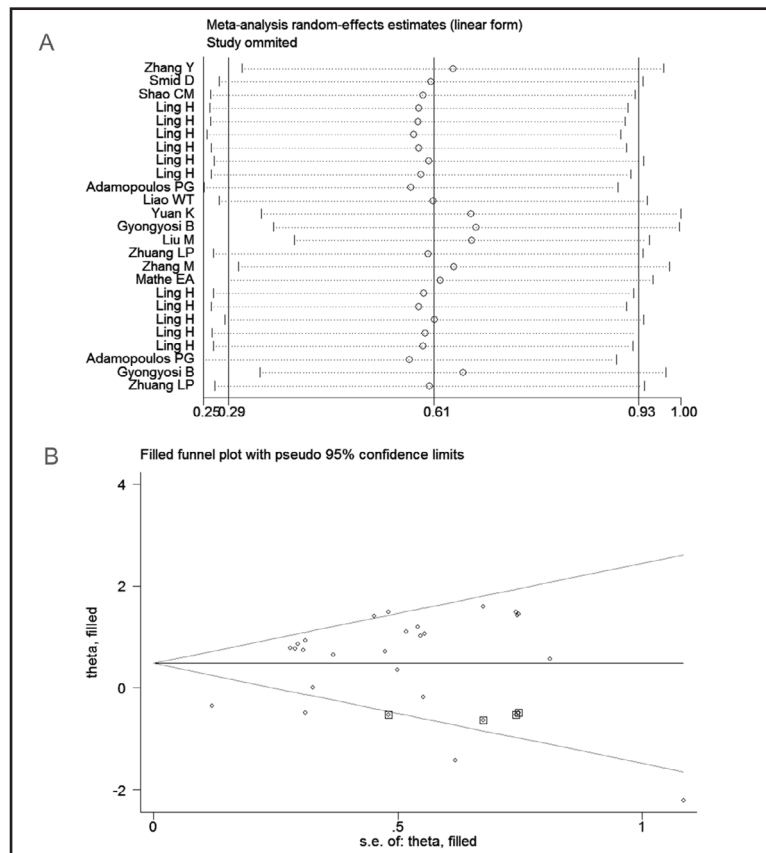 A
Meta-analysis random-effects estimates (linear form)
Study ommited
Zhang Y
Smid D
Shao CM
Ling H
Ling H
Ling H
Ling H
Ling H
Ling H
Adamopoulos PG
Liao WT
Yuan K
Gyongyosi B
Liu M
Zhuang LP
Zhang M
Mathe EA
Ling H
Ling H
Ling H
Ling H
Ling H
Adamopoulos PG
Gyongyosi B
Zhuang LP
0.25 0.29 0.61 0.93 1.00
B
Filled funnel plot with pseudo 95% confidence limits
theta, filled
4
2
0
-2
0 .5 1
s.e. of: theta, filled